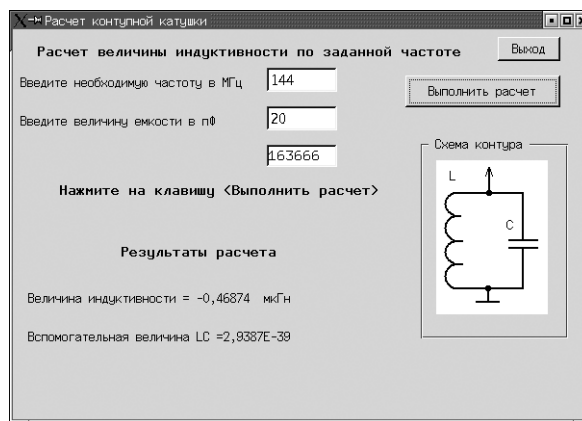 Расчет контупной катушки
Расчет величины индуктивности по заданной частоте
Выход
Введите необходимую частоту в МГц
144
Выполнить расчет
Введите величину емкости в пФ
20
163666
Нажмите на клавишу <Выполнить расчет>
Схема контура
L
C
Результаты расчета
Величина индуктивности = -0,46874 мкГн
Вспомогательная величина LC =2,9387E-39